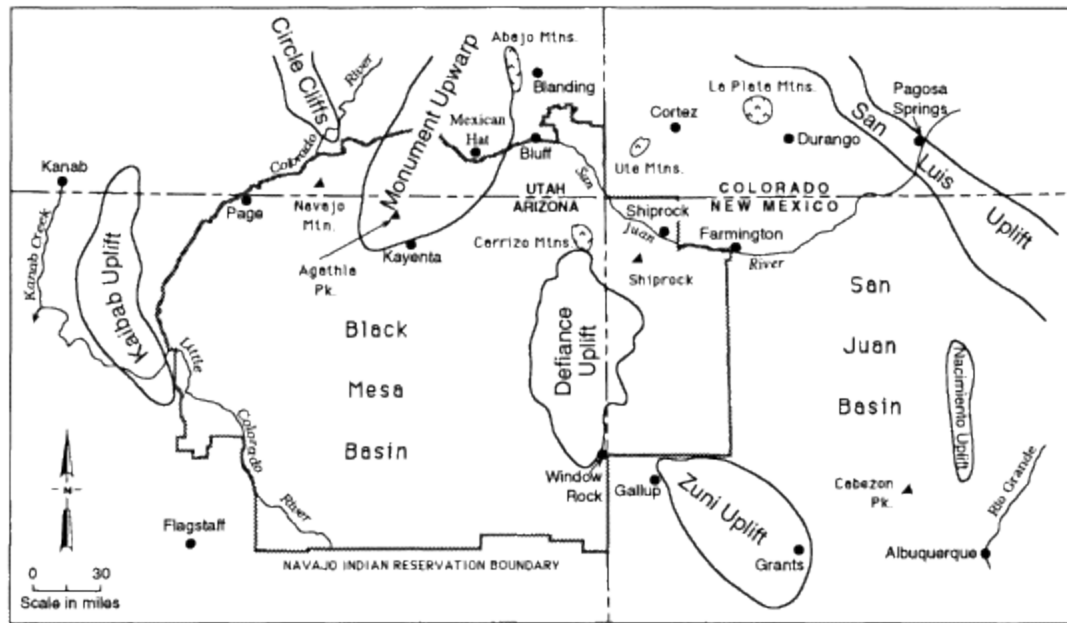 Abajo Mtns.
Circle Cliffs
River
Monument Upwarp
Blanding
La Plata Mtns.
Pagosa
Springs
Cortez
San
Luis
Uplift
Mexican
Hat
Colorado
Bluff
Durango
Kanab
Ute Mtns.
San
UTAH
ARIZONA
COLORADO
NEW MEXICO
Page
Navajo
Mtn.
Shiprock
Juan
Farmington
Carrizo Mtns.
Kayenta
River
Kanab Creek
Kaibab Uplift
Agathla
Pk.
Shiprock
San
Juan
Basin
Black
Mesa
Basin
Defiance
Uplift
Little
Colorado
River
Nacimiento Uplift
N
Window
Rock
Gallup
Zuni Uplift
Cabezon
Pk.
Rio Grande
Flagstaff
Grants
Albuquerque
NAVAJO INDIAN RESERVATION BOUNDARY
0 30
Scale in miles